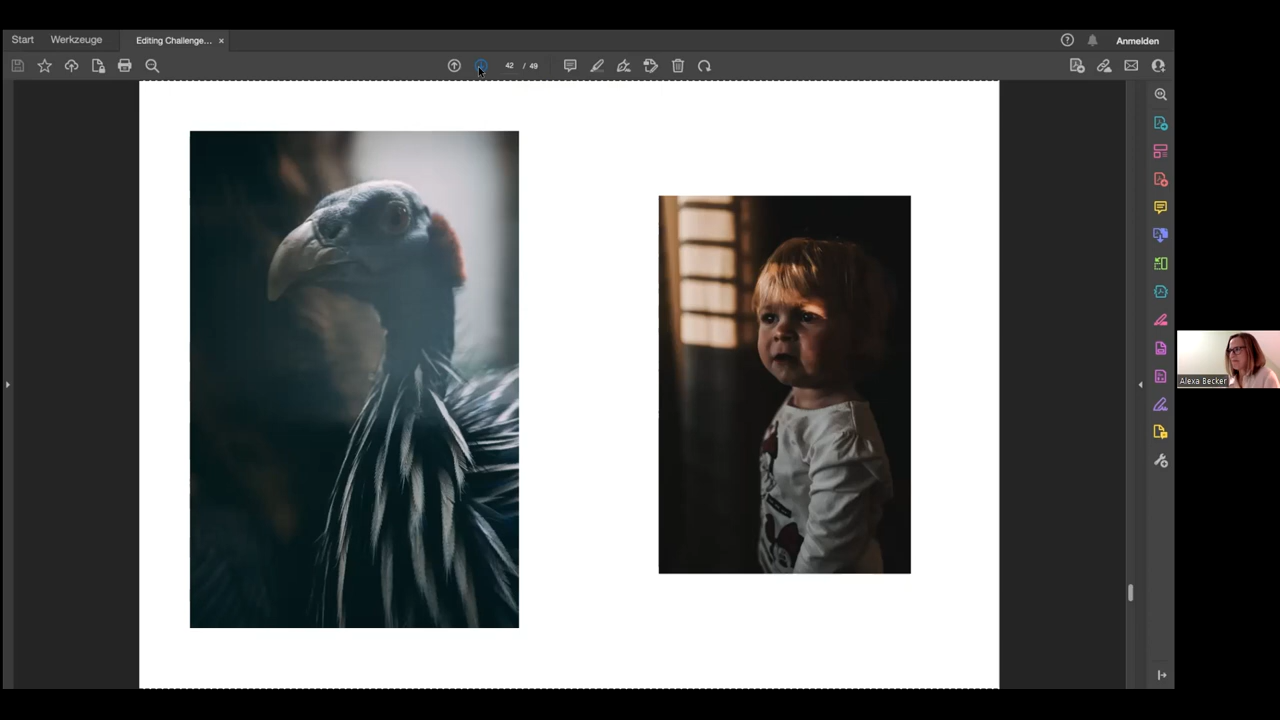 Start
Werkzeuge
Editing Challenge...
Anmelden
42 / 49
Alexa Becker